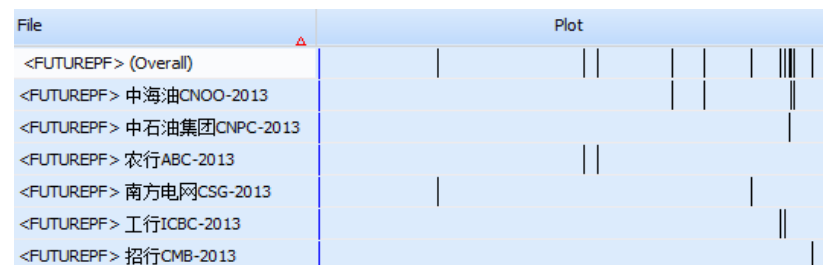 File Plot
<FUTUREPF> (Overall)
<FUTUREPF> 中海油CNOO-2013
<FUTUREPF> 中石油集团CNPC-2013
<FUTUREPF> 农行ABC-2013
<FUTUREPF> 南方电网CSG-2013
<FUTUREPF> 工行ICBC-2013
<FUTUREPF> 招行CMB-2013